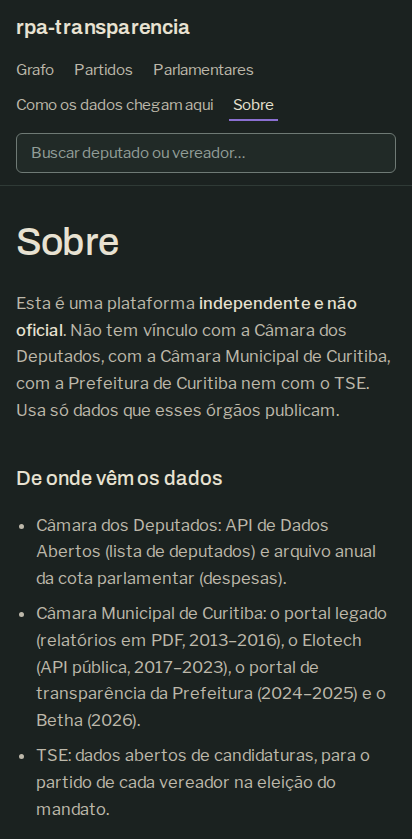 rpa-transparencia
Grafo Partidos Parlamentares
Como os dados chegam aqui Sobre
Buscar deputado ou vereador...
Sobre
Esta é uma plataforma independente e não
oficial. Não tem vínculo com a Câmara dos
Deputados, com a Câmara Municipal de Curitiba,
com a Prefeitura de Curitiba nem com o TSE.
Usa só dados que esses órgãos publicam.
De onde vêm os dados
• Câmara dos Deputados: API de Dados
Abertos (lista de deputados) e arquivo anual
da cota parlamentar (despesas).
• Câmara Municipal de Curitiba: o portal legado
(relatórios em PDF, 2013–2016), o Elotech
(API pública, 2017–2023), o portal de
transparência da Prefeitura (2024–2025) e o
Betha (2026).
• TSE: dados abertos de candidaturas, para o
partido de cada vereador na eleição do
mandato.